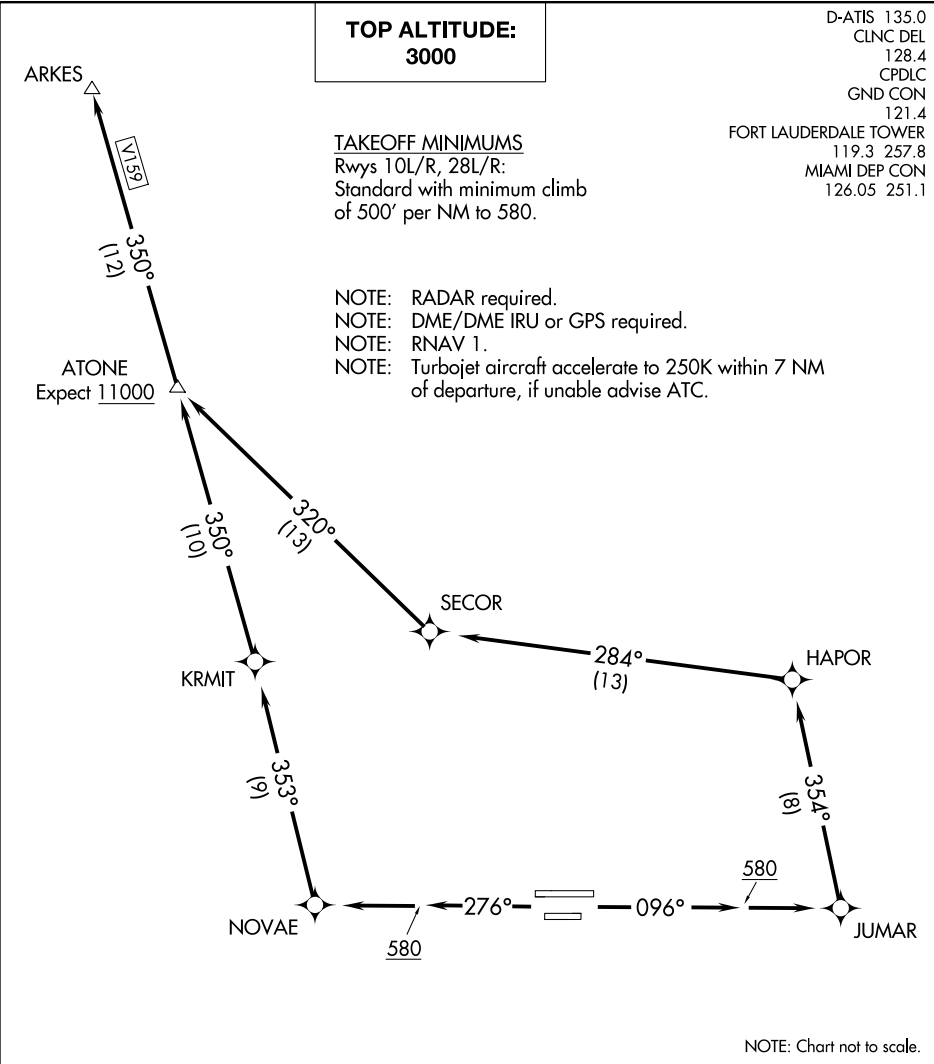 TOP ALTITUDE:
3000
D-ATIS 135.0
CLNC DEL
128.4
CPDLC
GND CON
121.4
FORT LAUDERDALE TOWER
119.3 257.8
MIAMI DEP CON
126.05 251.1
ARKES
V159
TAKEOFF MINIMUMS
Rwys 10L/R, 28L/R:
Standard with minimum climb
of 500' per NM to 580.
350°
(12)
NOTE: RADAR required.
NOTE: DME/DME IRU or GPS required.
NOTE: RNAV 1.
NOTE: Turbojet aircraft accelerate to 250K within 7 NM
of departure, if unable advise ATC.
ATONE
Expect 11000
350°
(10)
320°
(13)
SECOR
KRMIT
284°
(13)
HAPOR
353°
(9)
354°
(8)
NOVAE
580
276°
096°
580
JUMAR
NOTE: Chart not to scale.